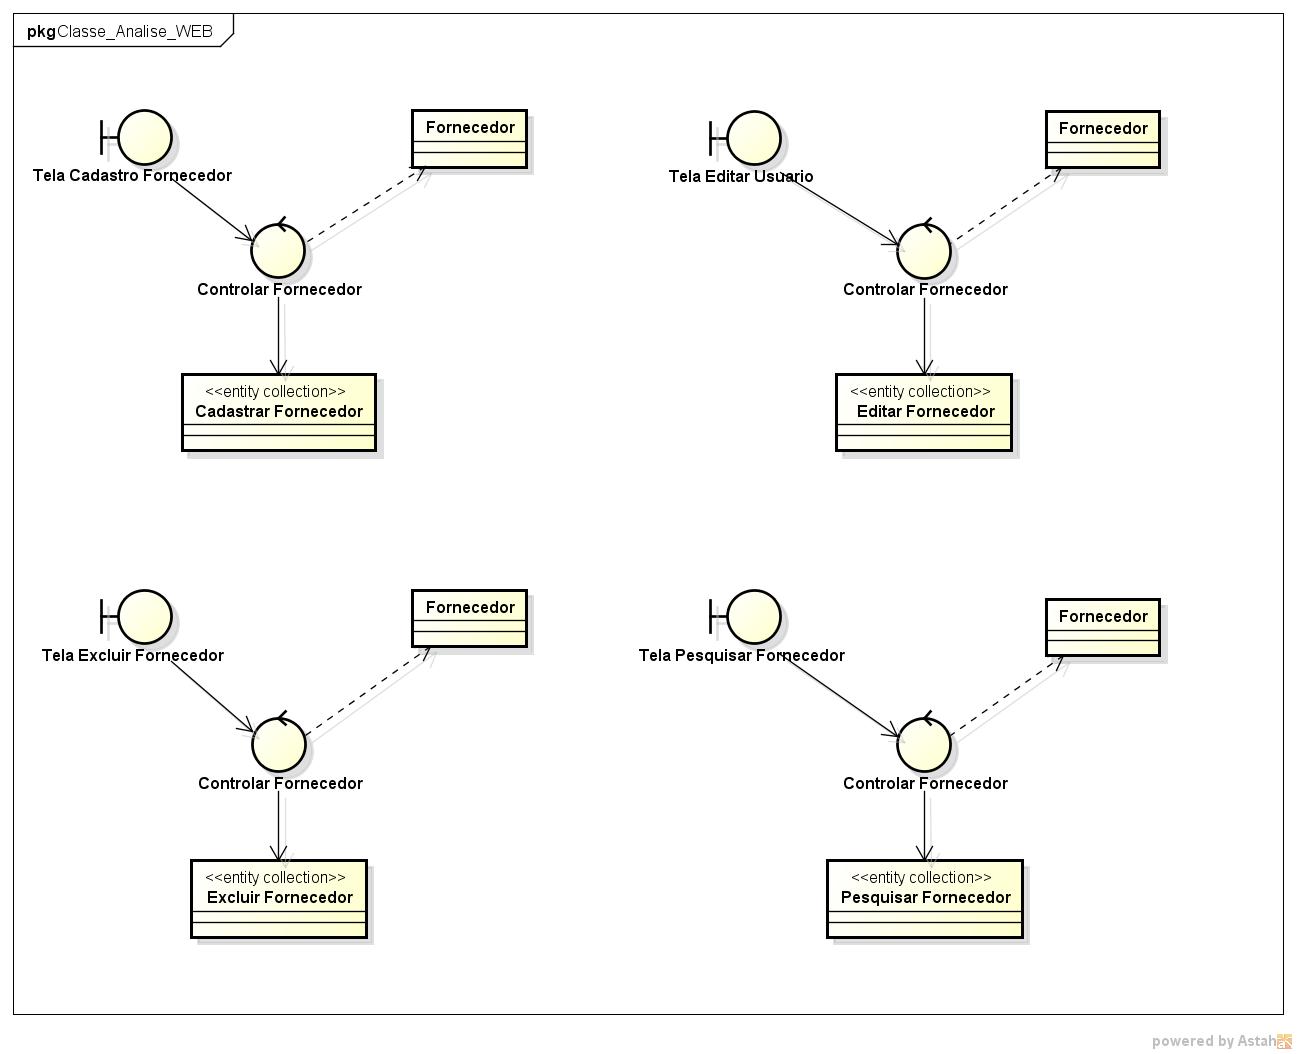 pkg Classe_Analise_WEB
Tela Cadastro Fornecedor
Fornecedor
Controlar Fornecedor
<<entity collection>>
Cadastrar Fornecedor
Tela Editar Usuario
Fornecedor
Controlar Fornecedor
<<entity collection>>
Editar Fornecedor
Tela Excluir Fornecedor
Fornecedor
Controlar Fornecedor
<<entity collection>>
Excluir Fornecedor
Tela Pesquisar Fornecedor
Fornecedor
Controlar Fornecedor
<<entity collection>>
Pesquisar Fornecedor
powered by Astah